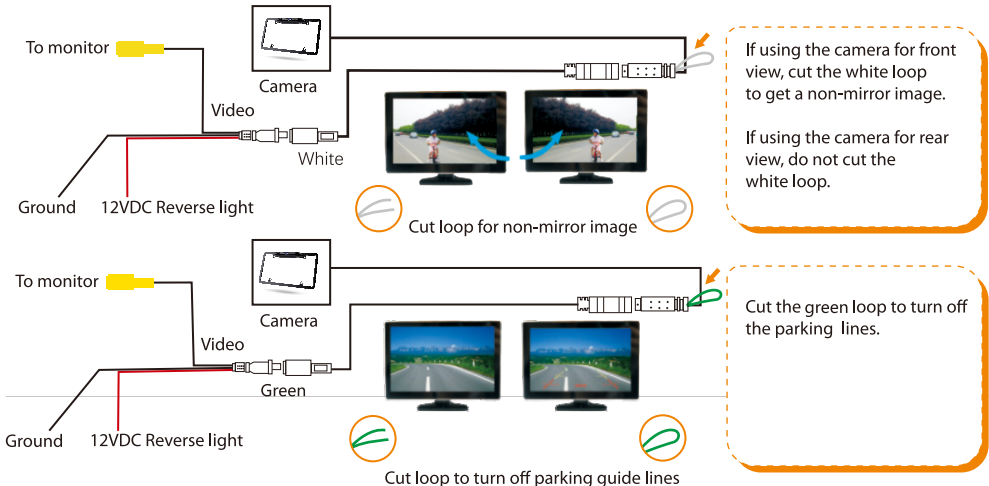 To monitor
Camera
Video
White
Ground
12VDC Reverse light
Cut loop for non-mirror image
If using the camera for front
view, cut the white loop
to get a non-mirror image.
If using the camera for rear
view, do not cut the
white loop.
To monitor
Camera
Video
Green
Ground
12VDC Reverse light
Cut loop to turn off parking guide lines
Cut the green loop to turn off
the parking lines.